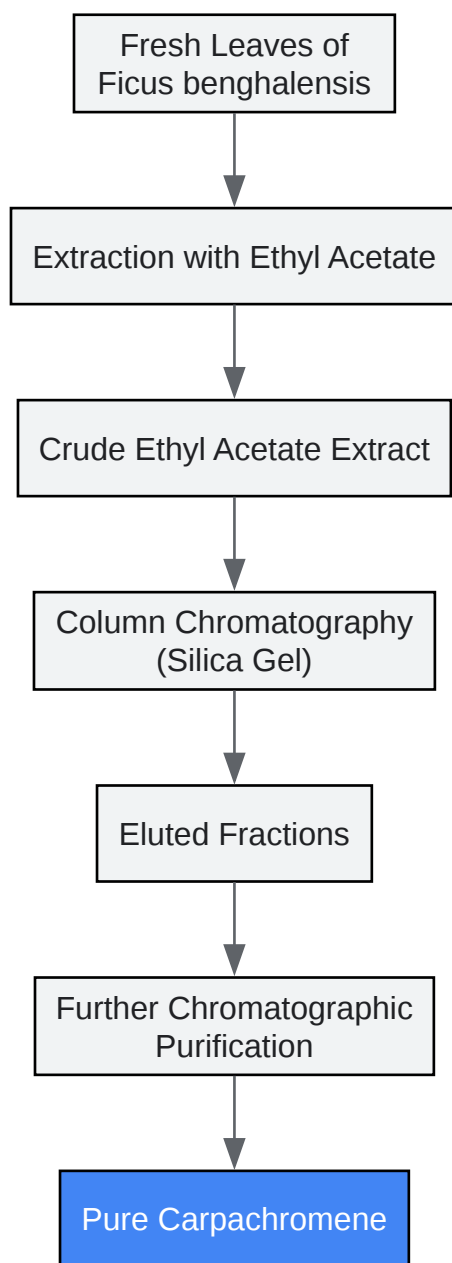 Fresh Leaves of
Ficus benghalensis
Extraction with Ethyl Acetate
Crude Ethyl Acetate Extract
Column Chromatography
(Silica Gel)
Eluted Fractions
Further Chromatographic
Purification
Pure Carpachromene